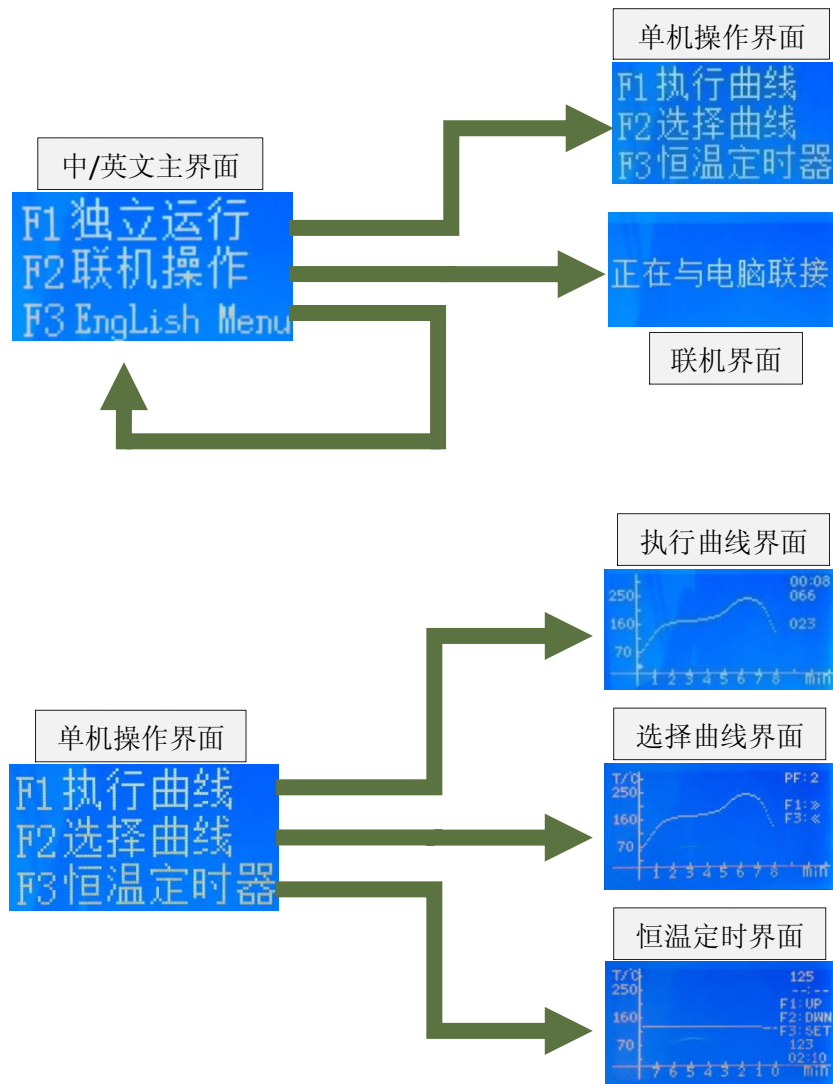 单机操作界面
F1执行曲线
F2选择曲线
F3恒温定时器
中/英文主界面
F1独立运行
F2联机操作
F3 EngLish Menu
正在与电脑联接
联机界面
执行曲线界面
00:08
250
066
160
023
70
1 2 3 4 5 6 7 8 min
单机操作界面
F1执行曲线
F2选择曲线
F3恒温定时器
选择曲线界面
T/℃
PF:2
250
F1:»
160
F3:«
70
1 2 3 4 5 6 7 8 min
恒温定时界面
T/℃
125
250
--:--
F1:UP
160
F2:DWN
F3:SET
70
123
02:10
7 6 5 4 3 2 1 0 min